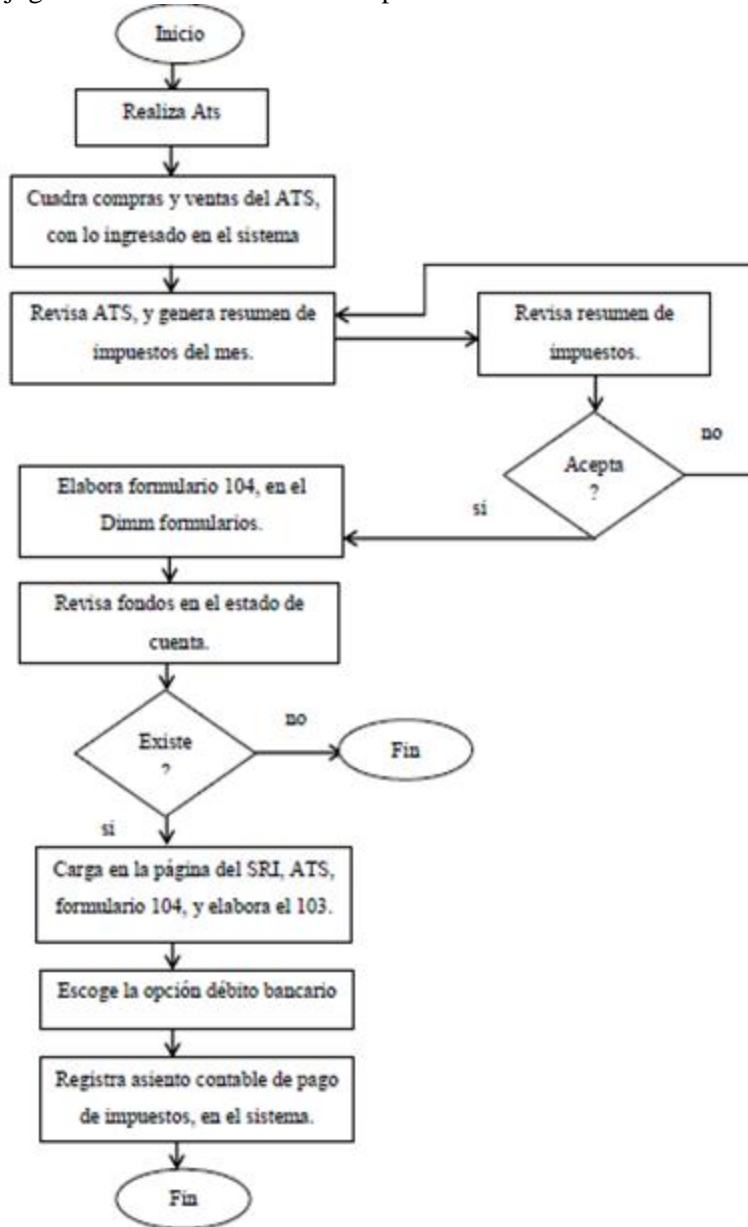 Inicio
Realiza Ats
Cuadra compras y ventas del ATS,
con lo ingresado en el sistema
Revisa ATS, y genera resumen de
impuestos del mes.
Revisa resumen de
impuestos.
Acepta
?
no
si
Elabora formulario 104, en el
Dimm formularios.
Revisa fondos en el estado de
cuenta.
Existe
?
no
Fin
si
Carga en la página del SRI, ATS,
formulario 104, y elabora el 103.
Escoge la opción débito bancario
Registra asiento contable de pago
de impuestos, en el sistema.
Fin